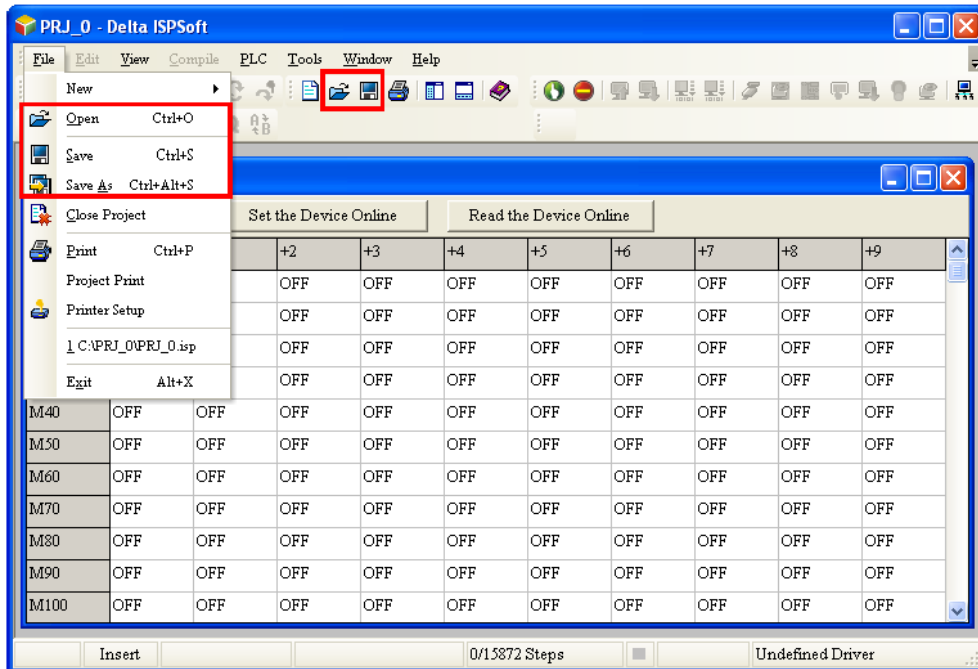 PRJ_0 - Delta ISPSoft
File Edit View Compile PLC Tools Window Help
New
Open Ctrl+O
Save Ctrl+S
Save As Ctrl+Alt+S
Close Project
Print Ctrl+P
Project Print
Printer Setup
1 C:\PRJ_0\PRJ_0.isp
Exit Alt+X
Set the Device Online Read the Device Online
+2 +3 +4 +5 +6 +7 +8 +9
OFF OFF OFF OFF OFF OFF OFF OFF
OFF OFF OFF OFF OFF OFF OFF OFF
OFF OFF OFF OFF OFF OFF OFF OFF
OFF OFF OFF OFF OFF OFF OFF OFF
M40 OFF OFF OFF OFF OFF OFF OFF OFF OFF OFF
M50 OFF OFF OFF OFF OFF OFF OFF OFF OFF OFF
M60 OFF OFF OFF OFF OFF OFF OFF OFF OFF OFF
M70 OFF OFF OFF OFF OFF OFF OFF OFF OFF OFF
M80 OFF OFF OFF OFF OFF OFF OFF OFF OFF OFF
M90 OFF OFF OFF OFF OFF OFF OFF OFF OFF OFF
M100 OFF OFF OFF OFF OFF OFF OFF OFF OFF OFF
Insert 0/15872 Steps Undefined Driver